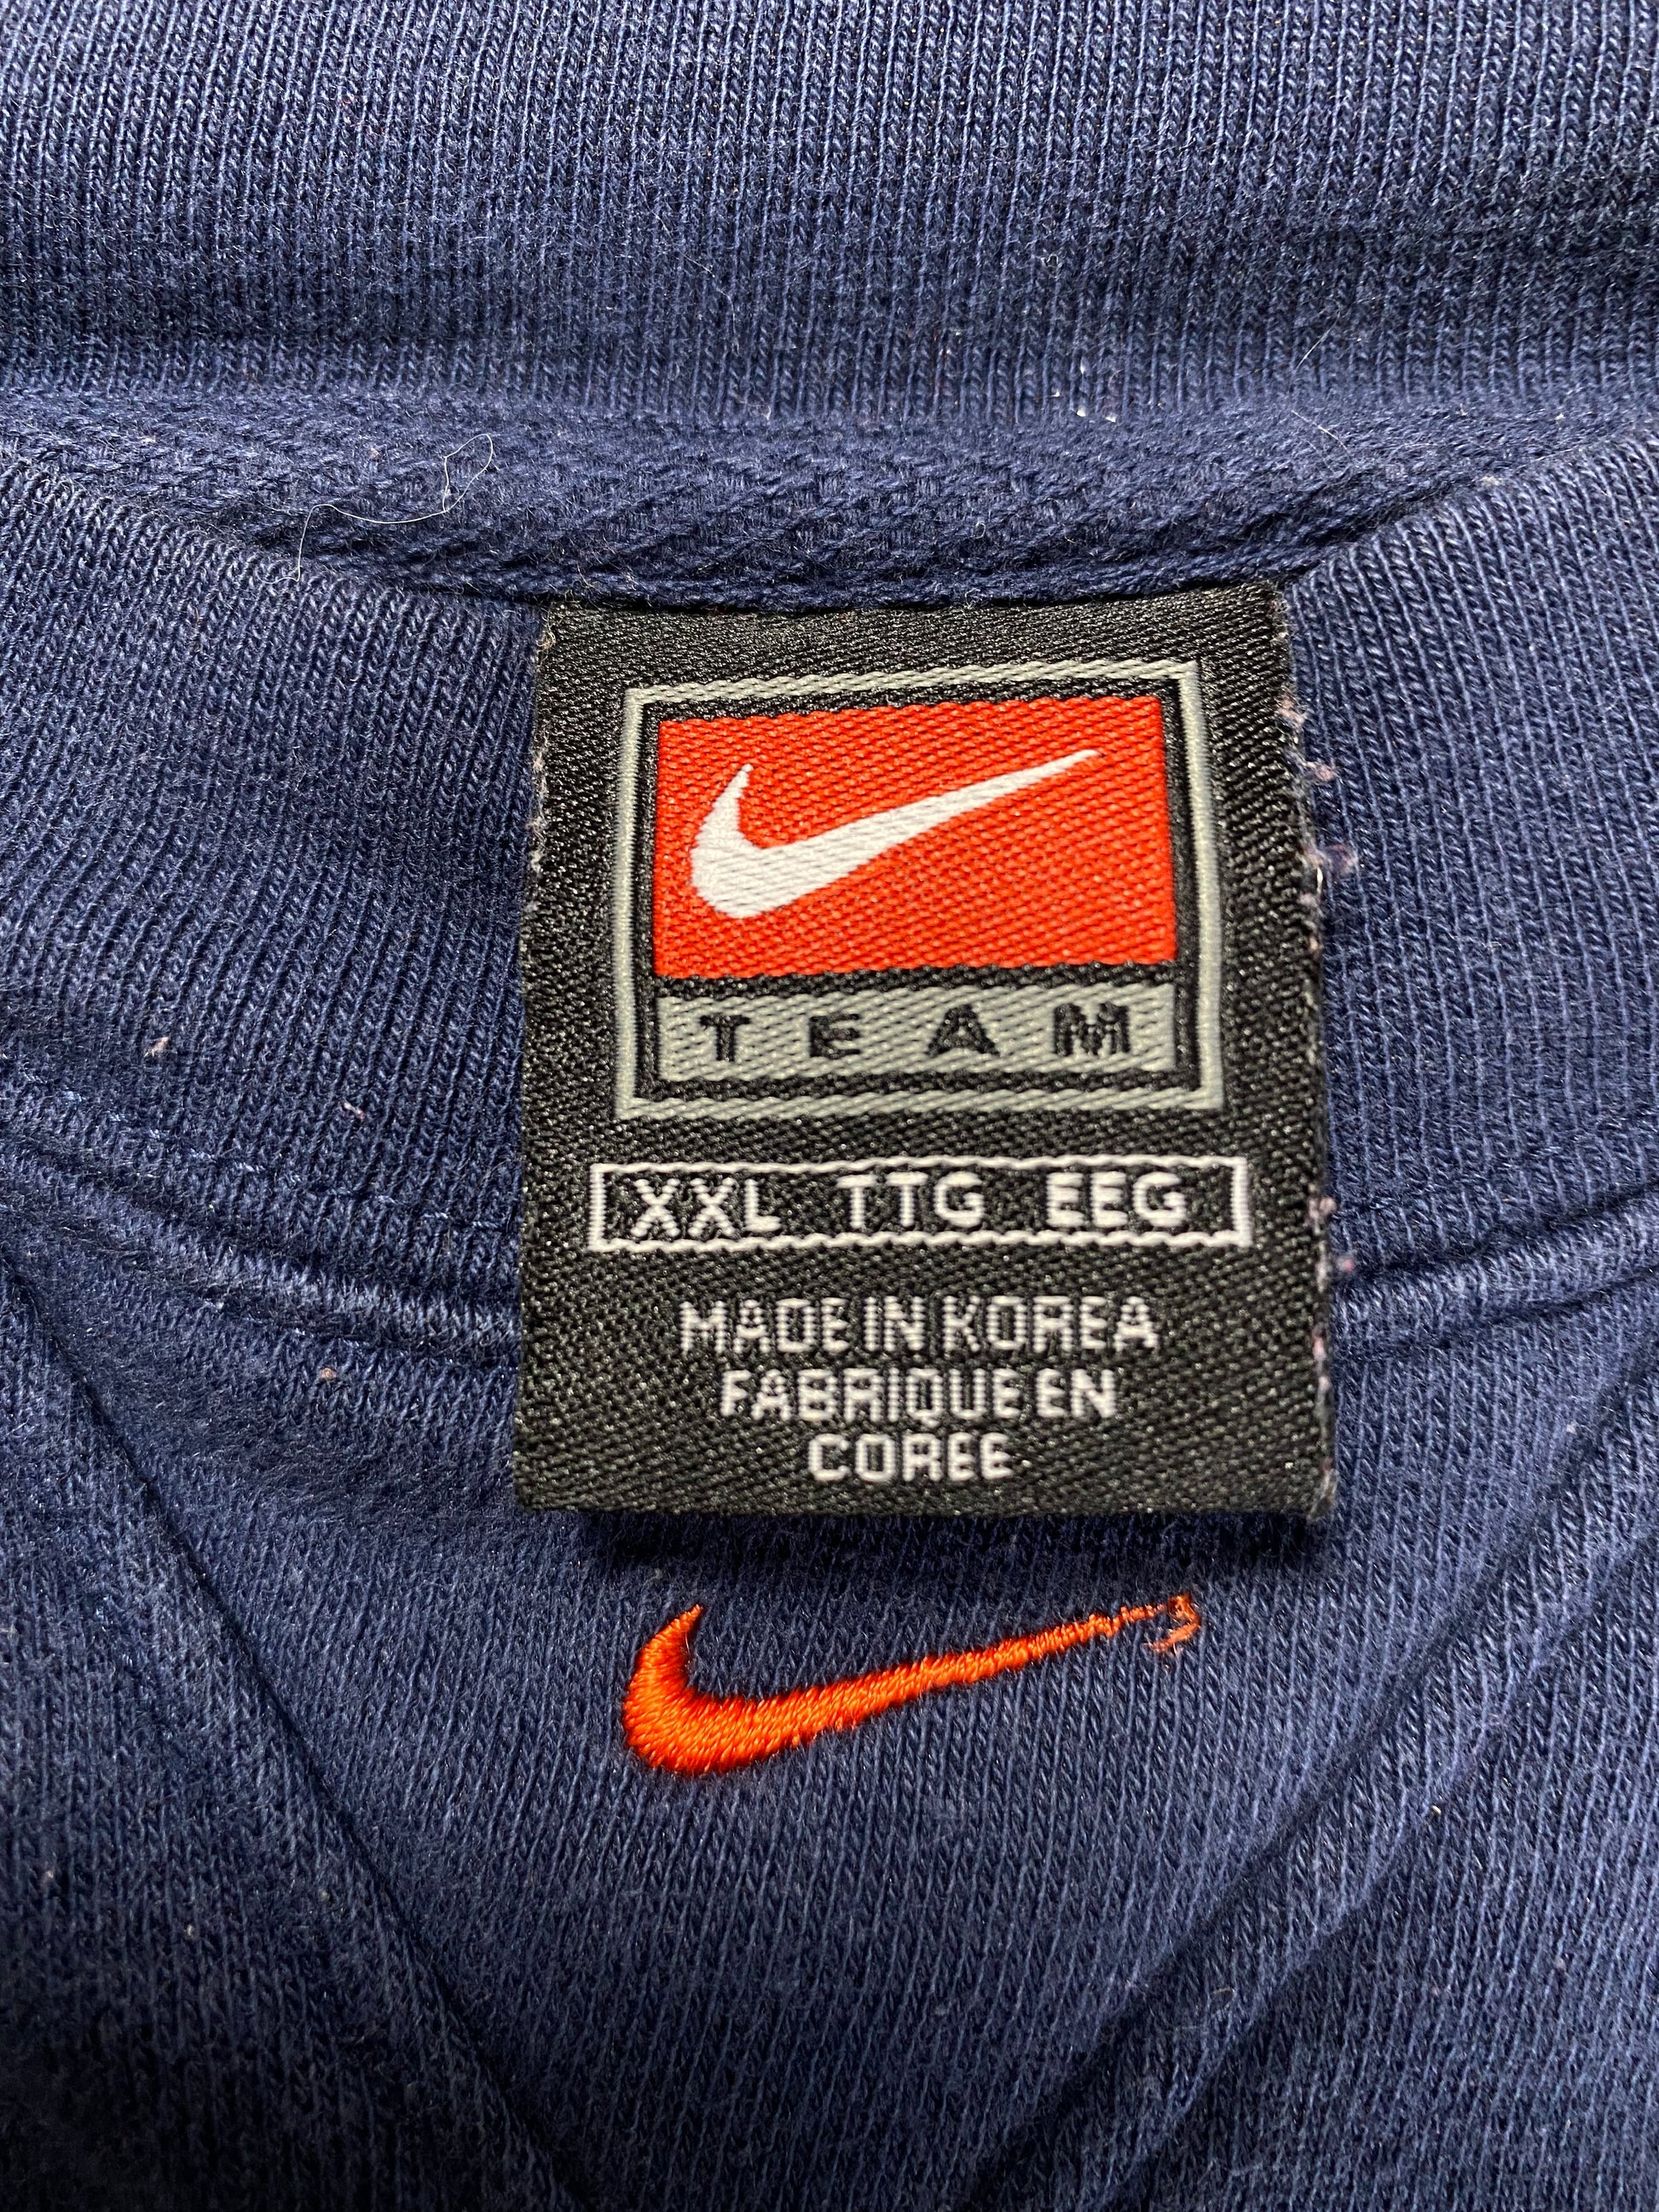 TEAM
XXL TTG EEG
MADE IN KOREA
FABRIQUE EN
COREE